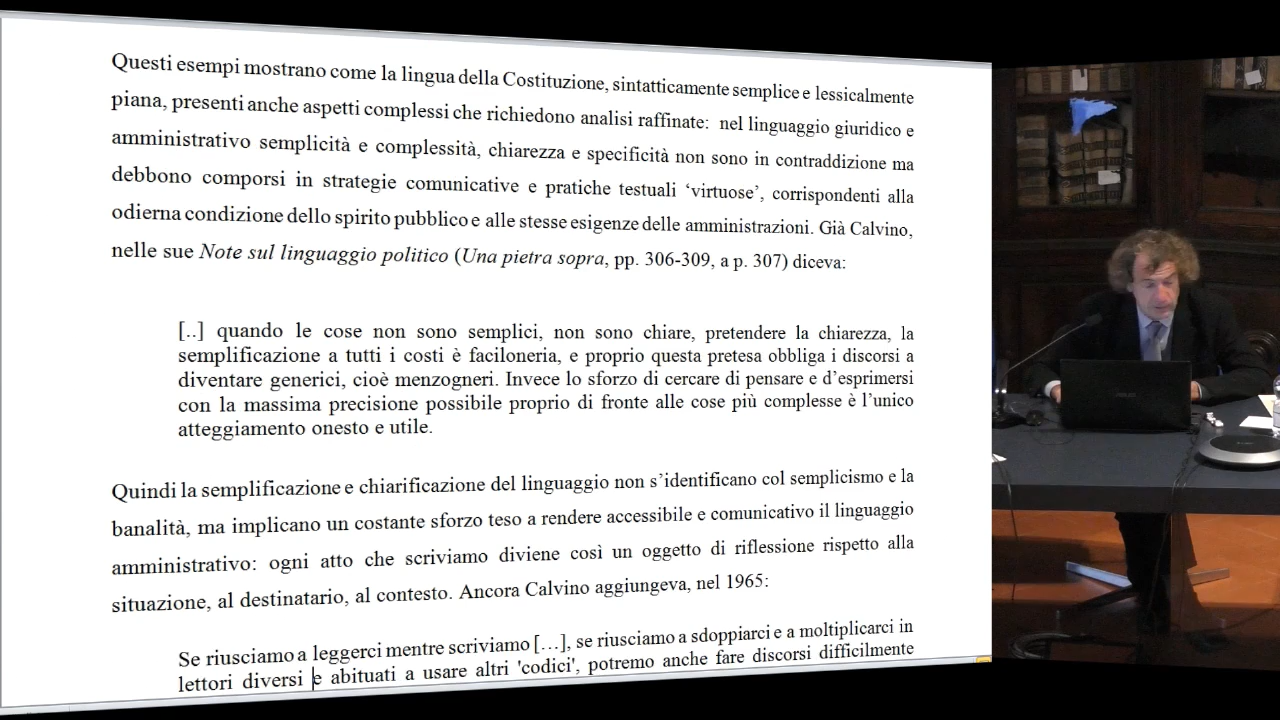 Questi esempi mostrano come la lingua della Costituzione, sintatticamente semplice e lessicalmente
piana, presenti anche aspetti complessi che richiedono analisi raffinate: nel linguaggio giuridico e
amministrativo semplicità e complessità, chiarezza e specificità non sono in contraddizione ma
debbono comporsi in strategie comunicative e pratiche testuali ‘virtuose’, corrispondenti alla
odierna condizione dello spirito pubblico e alle stesse esigenze delle amministrazioni. Già Calvino,
nelle sue Note sul linguaggio politico (Una pietra sopra, pp. 306-309, a p. 307) diceva:
[..] quando le cose non sono semplici, non sono chiare, pretendere la chiarezza, la
semplificazione a tutti i costi è faciloneria, e proprio questa pretesa obbliga i discorsi a
diventare generici, cioè menzogneri. Invece lo sforzo di cercare di pensare e d’esprimersi
con la massima precisione possibile proprio di fronte alle cose più complesse è l’unico
atteggiamento onesto e utile.
Quindi la semplificazione e chiarificazione del linguaggio non s’identificano col semplicismo e la
banalità, ma implicano un costante sforzo teso a rendere accessibile e comunicativo il linguaggio
amministrativo: ogni atto che scriviamo diviene così un oggetto di riflessione rispetto alla
situazione, al destinatario, al contesto. Ancora Calvino aggiungeva, nel 1965:
Se riusciamo a leggerci mentre scriviamo […], se riusciamo a sdoppiarci e a moltiplicarci in
lettori diversi e abituati a usare altri 'codici', potremo anche fare discorsi difficilmente